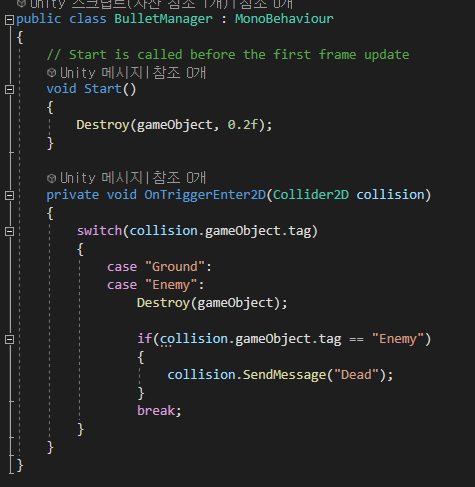 Unity 스크립트(자산 참조 1개)|참조 0개
public class BulletManager : MonoBehaviour
{
// Start is called before the first frame update
Unity 메시지|참조 0개
void Start()
{
Destroy(gameObject, 0.2f);
}
Unity 메시지|참조 0개
private void OnTriggerEnter2D(Collider2D collision)
{
switch(collision.gameObject.tag)
{
case "Ground":
case "Enemy":
Destroy(gameObject);
if(collision.gameObject.tag == "Enemy")
{
collision.SendMessage("Dead");
}
break;
}
}
}